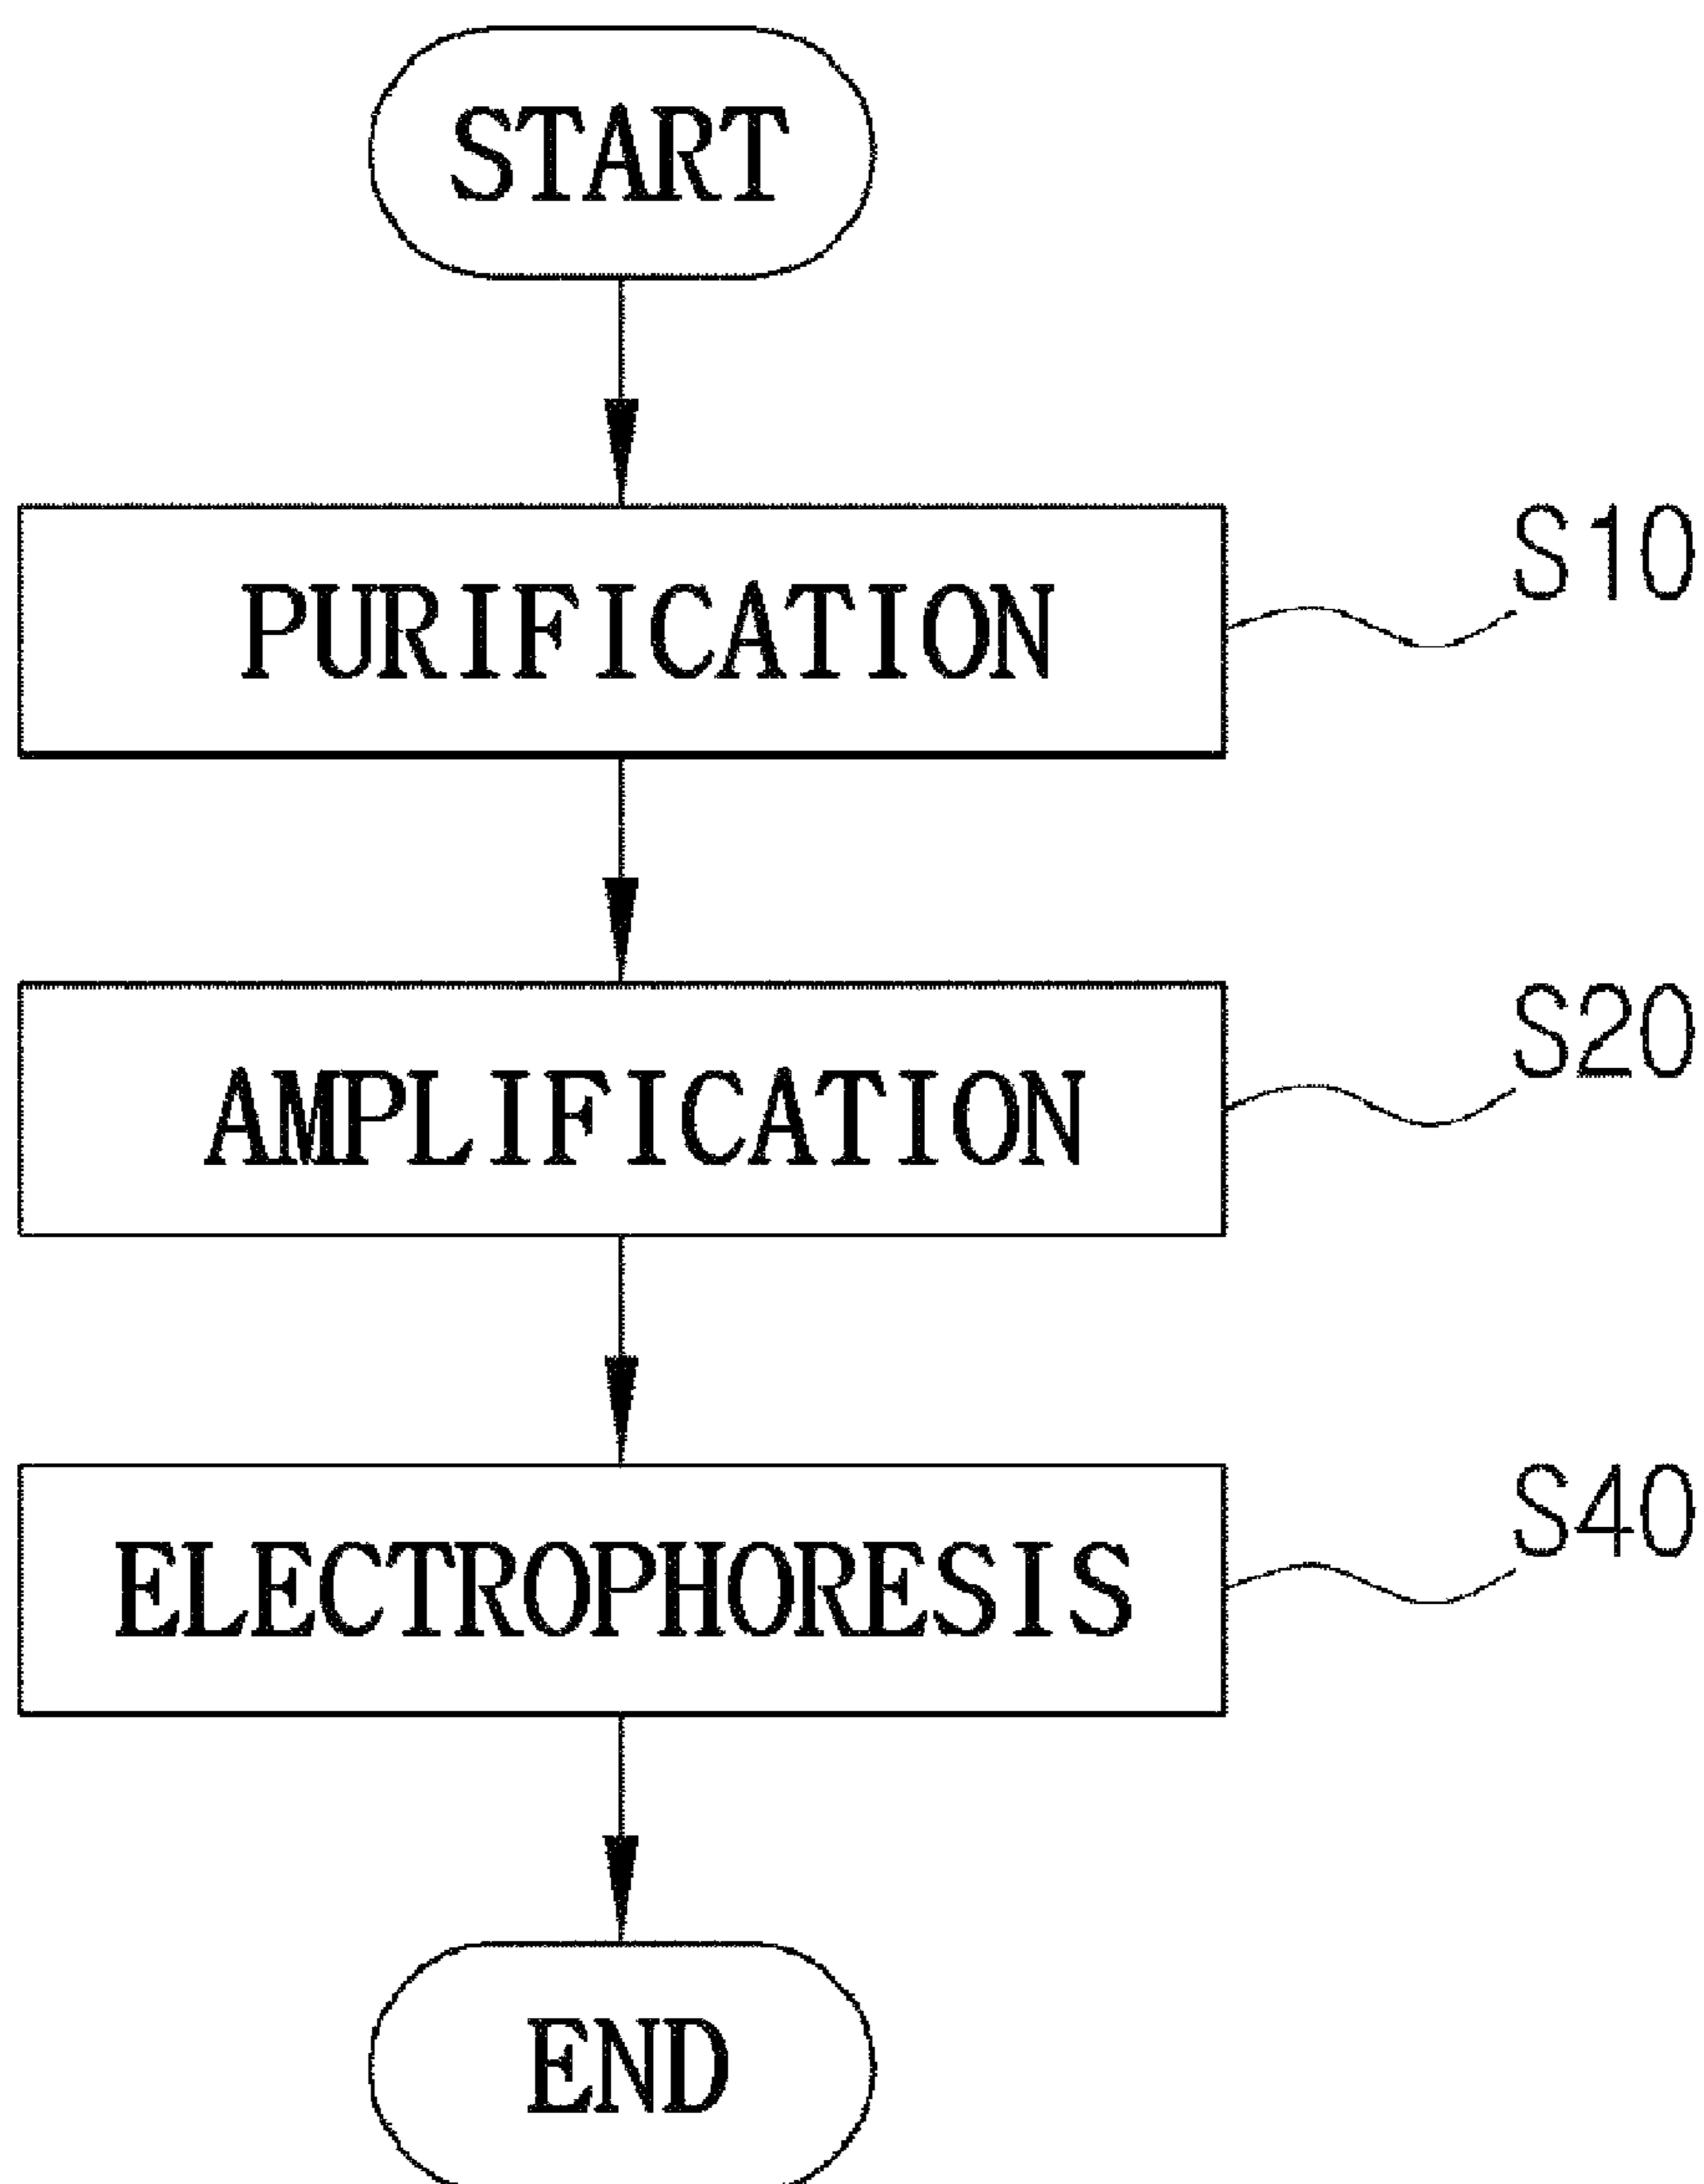 START
PURIFICATION
S10
AMPLIFICATION
S20
ELECTROPHORESIS
S40
END